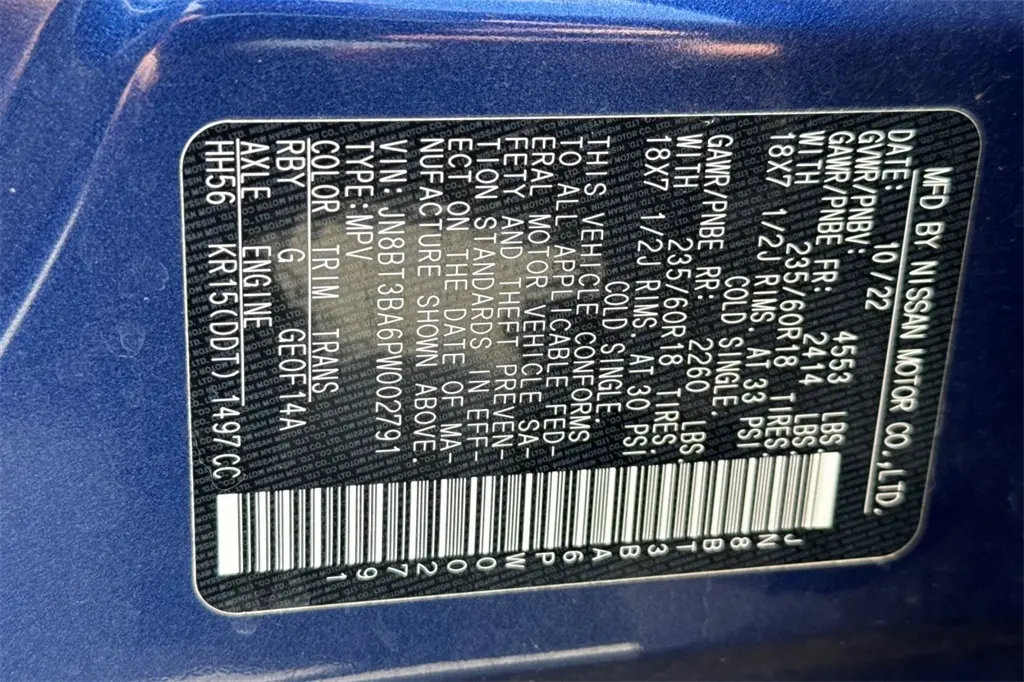 MFD BY NISSAN MOTOR CO.,LTD.
DATE: 10/22
GVWR/PNBV: 4553 LBS.
GAWR/PNBE FR: 2414 LBS.
WITH 235/60R18 TIRES,
18X7 1/2J RIMS. AT 33 PSI.
COLD SINGLE.
GAWR/PNBE RR: 2260 LBS.
WITH 235/60R18 TIRES,
18X7 1/2J RIMS. AT 30 PSI
COLD SINGLE.
THIS VEHICLE CONFORMS
TO ALL APPLICABLE FED-
ERAL MOTOR VEHICLE SA-
FETY AND THEFT PREVEN-
TION STANDARDS IN EFF-
ECT ON THE DATE OF MA-
NUFACTURE SHOWN ABOVE.
VIN: JN8BT3BA6PW002791
TYPE:MPV
COLOR TRIM TRANS
RBY G GEOF14A
AXLE ENGINE
HH56 KR15(DDT)1497CC
JN8BT3BA6PW002791